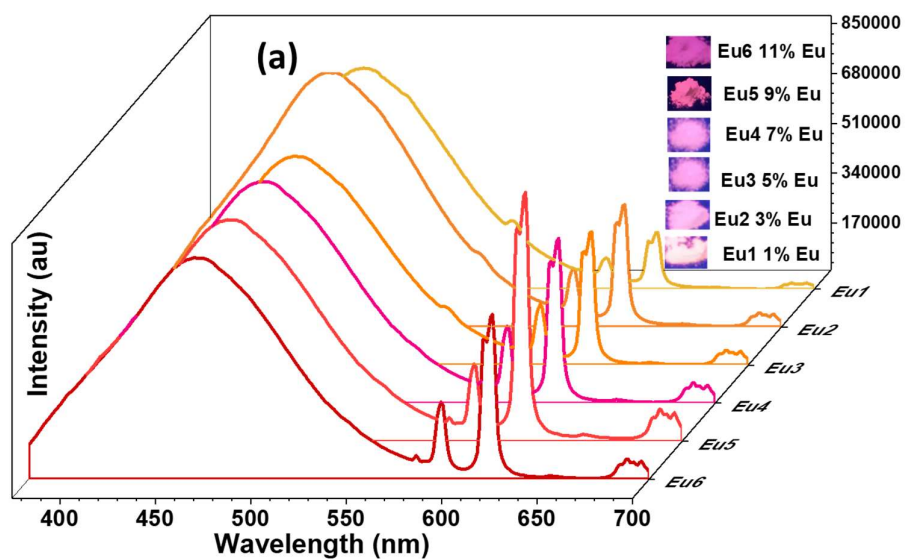 (a)
850000
680000
510000
340000
170000
Eu6 11% Eu
Eu5 9% Eu
Eu4 7% Eu
Eu3 5% Eu
Eu2 3% Eu
Eu1 1% Eu
Intensity (au)
Eu1
Eu2
Eu3
Eu4
Eu5
Eu6
400 450 500 550 600 650 700
Wavelength (nm)